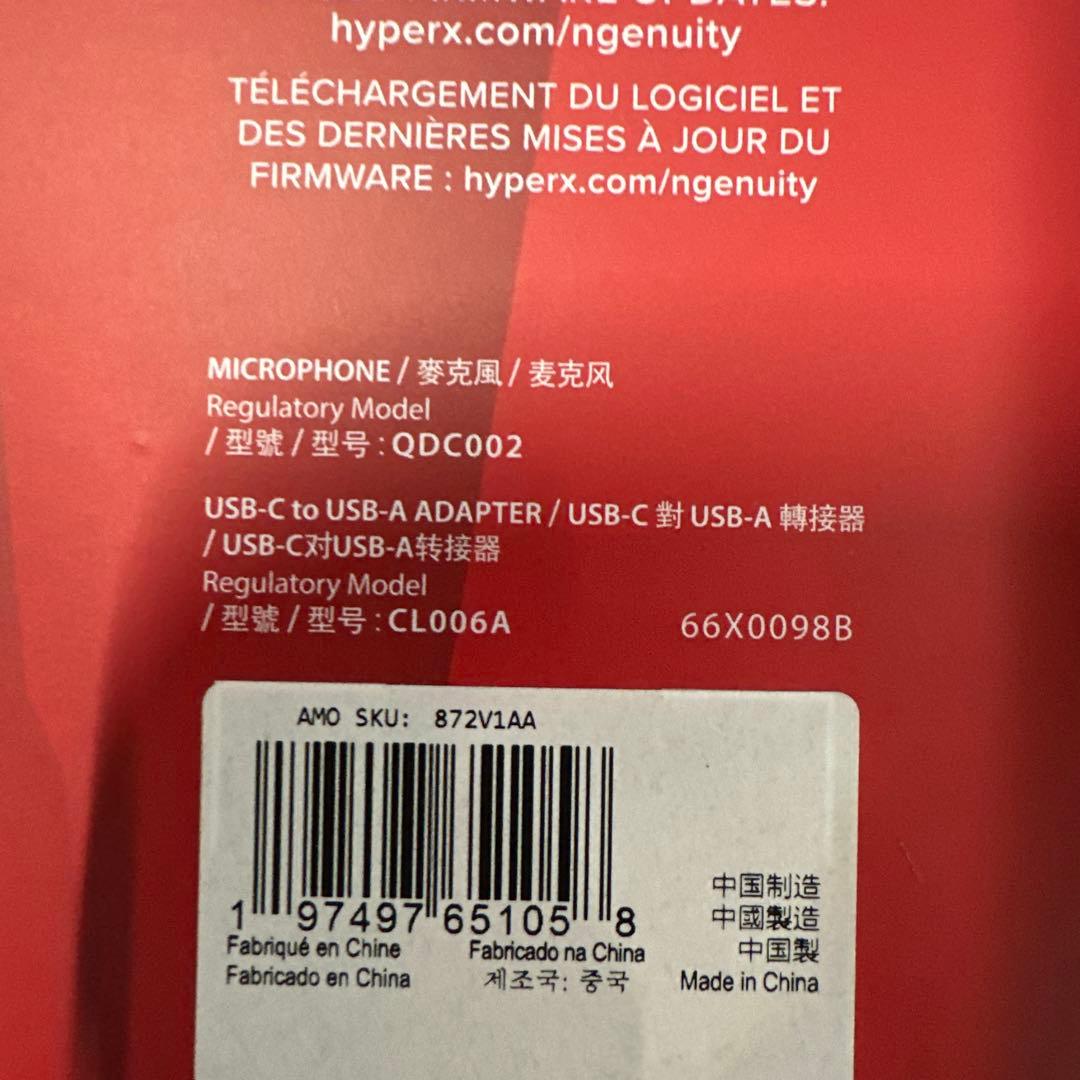 hyperx.com/ngenuity
TÉLÉCHARGEMENT DU LOGICIEL ET
DES DERNIÈRES MISES À JOUR DU
FIRMWARE : hyperx.com/ngenuity
MICROPHONE / 麥克風 / 麦克风
Regulatory Model
/ 型號 / 型号 : QDC002
USB-C to USB-A ADAPTER / USB-C 對 USB-A 轉接器
/ USB-C对USB-A转接器
Regulatory Model
/ 型號 / 型号 : CL006A
66X0098B
AMO SKU: 872V1AA
1 97497 65105 8
Fabriqué en Chine
Fabricado na China
Fabricado en China
제조국: 중국
中国制造
中國製造
中国製
Made in China